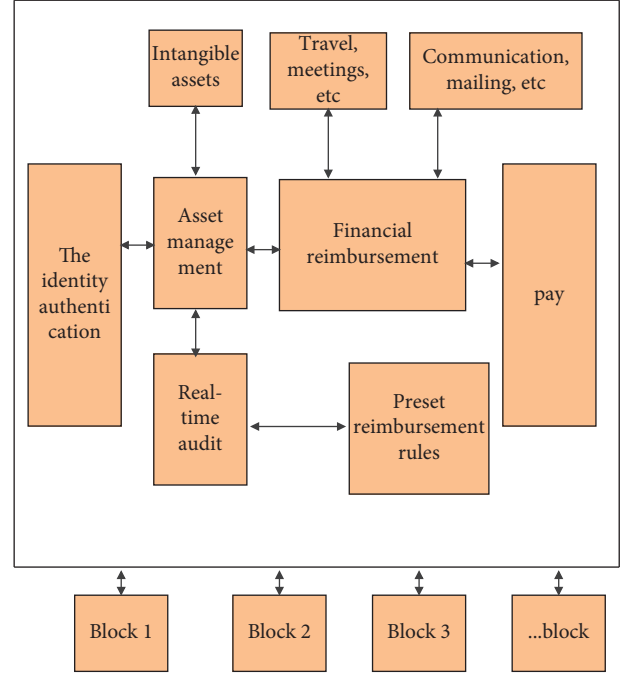 Intangible
assets
Travel,
meetings,
etc
Communication,
mailing, etc
The
identity
authenti
cation
Asset
manage
ment
Financial
reimbursement
pay
Real-
time
audit
Preset
reimbursement
rules
Block 1
Block 2
Block 3
...block